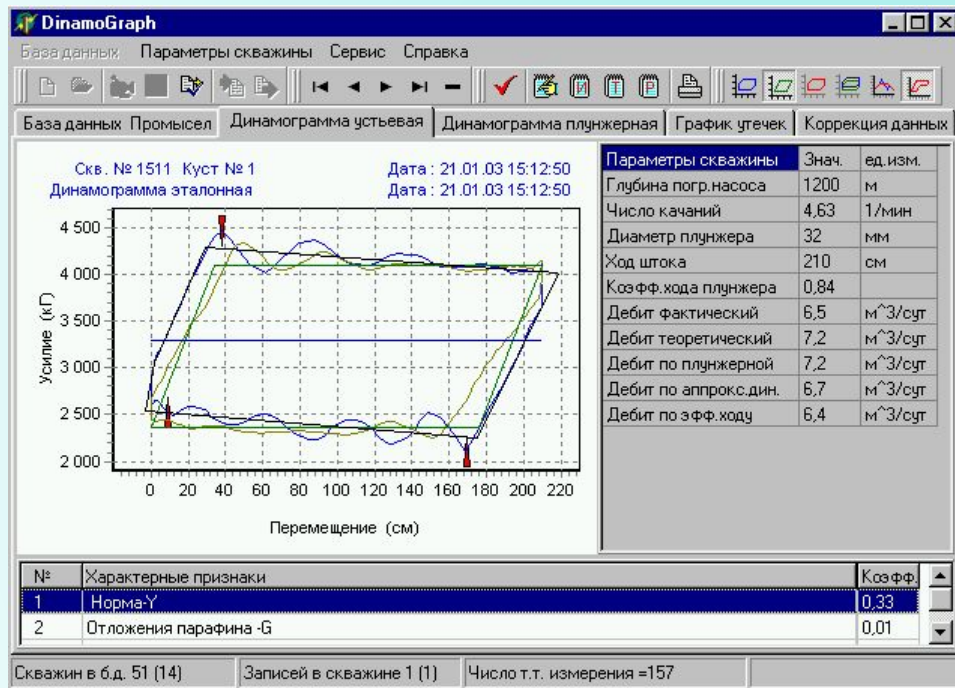 DinamoGraph
База данных Параметры скважины Сервис Справка
База данных Промысел Динамограмма устьевая Динамограмма плунжерная График утечек Коррекция данных
Скв. № 1511 Куст № 1 Дата : 21.01.03 15:12:50
Динамограмма эталонная Дата : 21.01.03 15:12:50
4 500
4 000
3 500
3 000
2 500
2 000
Усилие (кГ)
0 20 40 60 80 100 120 140 160 180 200 220
Перемещение (см)
Параметры скважины Знач. ед.изм.
Глубина погр.насоса 1200 м
Число качаний 4,63 1/мин
Диаметр плунжера 32 мм
Ход штока 210 см
Коэфф.хода плунжера 0,84
Дебит фактический 6,5 м^3/сут
Дебит теоретический 7,2 м^3/сут
Дебит по плунжерной 7,2 м^3/сут
Дебит по аппрокс.дин. 6,7 м^3/сут
Дебит по эфф.ходу 6,4 м^3/сут
№ Характерные признаки Коэфф.
1 Норма-Y 0,33
2 Отложения парафина -G 0,01
Скважин в б.д. 51 (14) Записей в скважине 1 (1) Число т.т. измерения =157